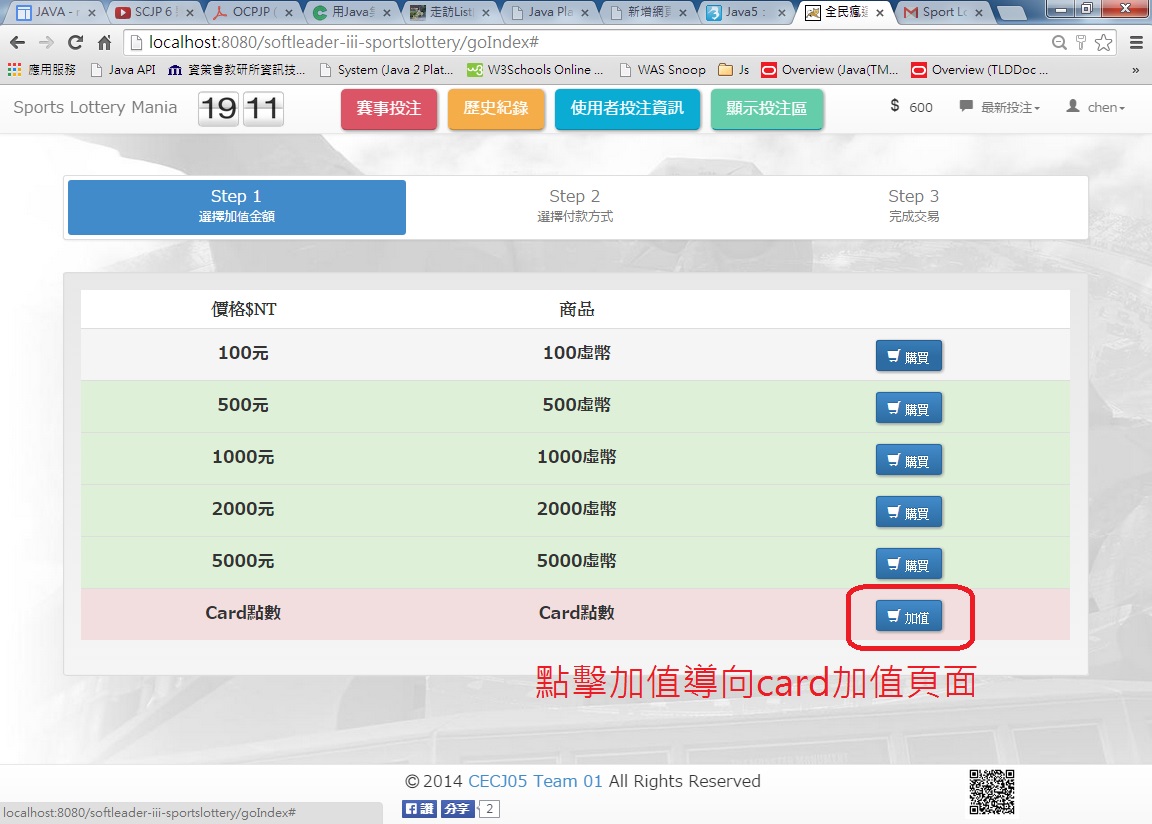 JAVA - r
SCJP 6
OCPJP (
用Java
走訪List
Java Pla
新增網
Java5 :
全民瘋
Sport Lo
localhost:8080/softleader-iii-sportslottery/goIndex#
應用服務
Java API
資策會教研所資訊技...
System (Java 2 Plat...
W3Schools Online ...
WAS Snoop
Js
Overview (Java(TM...
Overview (TLDDoc ...
»
Sports Lottery Mania
19 11
賽事投注
歷史紀錄
使用者投注資訊
顯示投注區
$ 600
最新投注
chen
Step 1
選擇加值金額
Step 2
選擇付款方式
Step 3
完成交易
價格$NT 商品
100元 100虛幣 購買
500元 500虛幣 購買
1000元 1000虛幣 購買
2000元 2000虛幣 購買
5000元 5000虛幣 購買
Card點數 Card點數 加值
點擊加值導向card加值頁面
© 2014 CECJ05 Team 01 All Rights Reserved
讚 分享 2
localhost:8080/softleader-iii-sportslottery/goIndex#